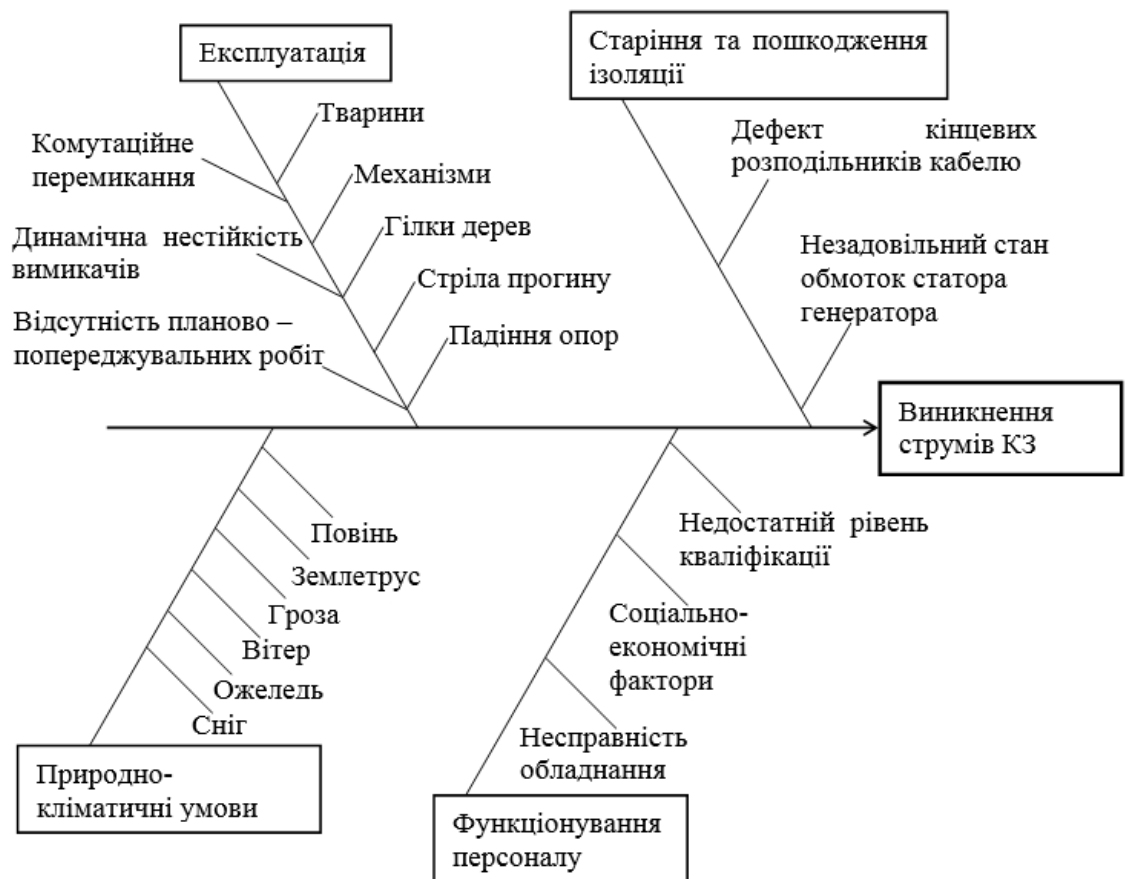 Експлуатація
Старіння та пошкодження
ізоляції
Тварини
Комутаційне
перемикання
Механізми
Динамічна нестійкість
вимикачів
Гілки дерев
Стріла прогину
Відсутність планово –
попереджувальних робіт
Падіння опор
Дефект кінцевих
розподільників кабелю
Незадовільний стан
обмоток статора
генератора
Виникнення
струмів КЗ
Повінь
Землетрус
Гроза
Вітер
Ожеледь
Сніг
Природно-
кліматичні умови
Недостатній рівень
кваліфікації
Соціально-
економічні
фактори
Несправність
обладнання
Функціонування
персоналу